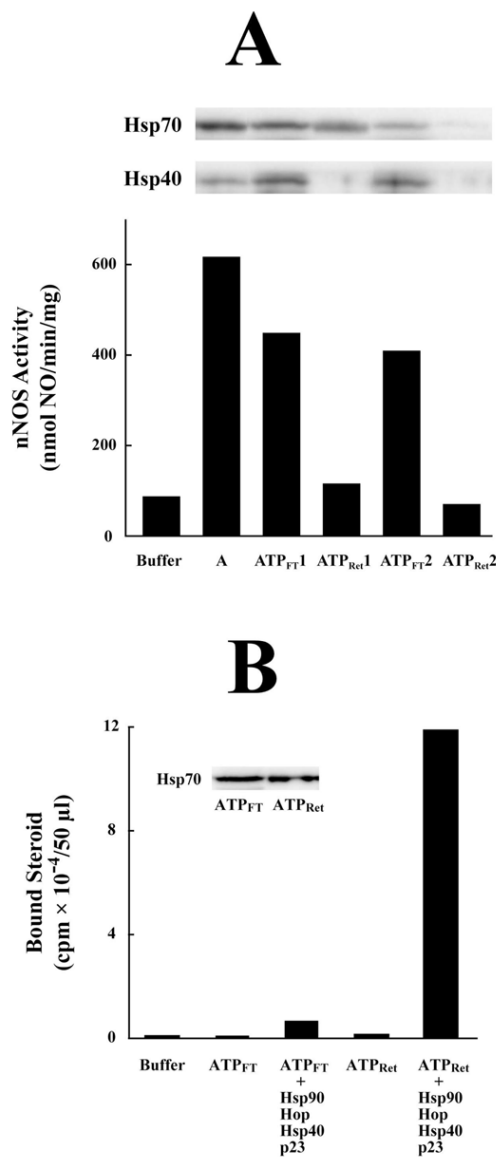 A
Hsp70
Hsp40
nNOS Activity
(nmol NO/min/mg)
600
400
200
0
Buffer A ATPFT1 ATPRet1 ATPFT2 ATPRet2
B
Bound Steroid
(cpm × 10⁻⁴/50 µl)
12
8
4
0
Hsp70
ATPFT ATPRet
Buffer ATPFT ATPFT ATPRet ATPRet
+ +
Hsp90 Hsp90
Hop Hop
Hsp40 Hsp40
p23 p23